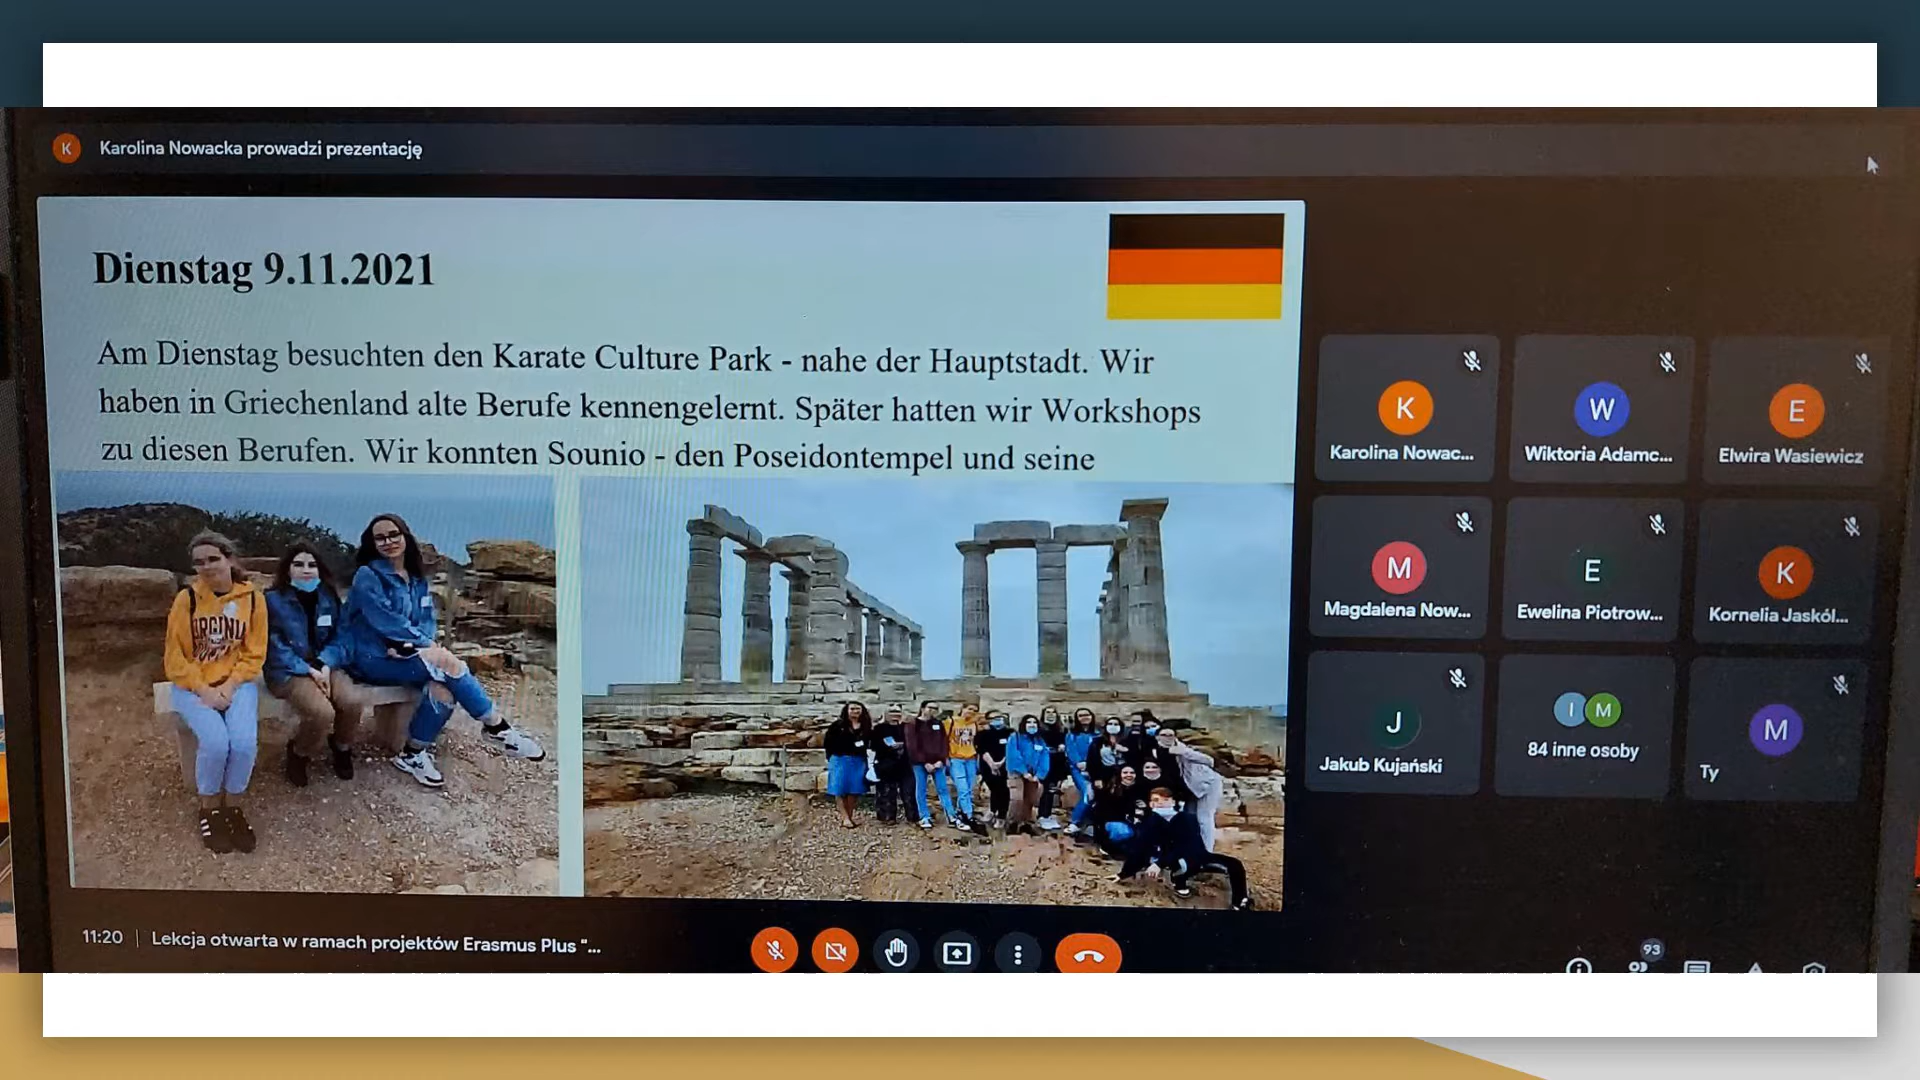 K Karolina Nowacka prowadzi prezentację
Dienstag 9.11.2021
Am Dienstag besuchten den Karate Culture Park - nahe der Hauptstadt. Wir
haben in Griechenland alte Berufe kennengelernt. Später hatten wir Workshops
zu diesen Berufen. Wir konnten Sounio - den Poseidontempel und seine
K
Karolina Nowac...
W
Wiktoria Adamc...
E
Elwira Wasiewicz
M
Magdalena Now...
E
Ewelina Piotrow...
K
Kornelia Jaskól...
J
Jakub Kujański
I M
84 inne osoby
M
Ty
11:20 | Lekcja otwarta w ramach projektów Erasmus Plus "...
93